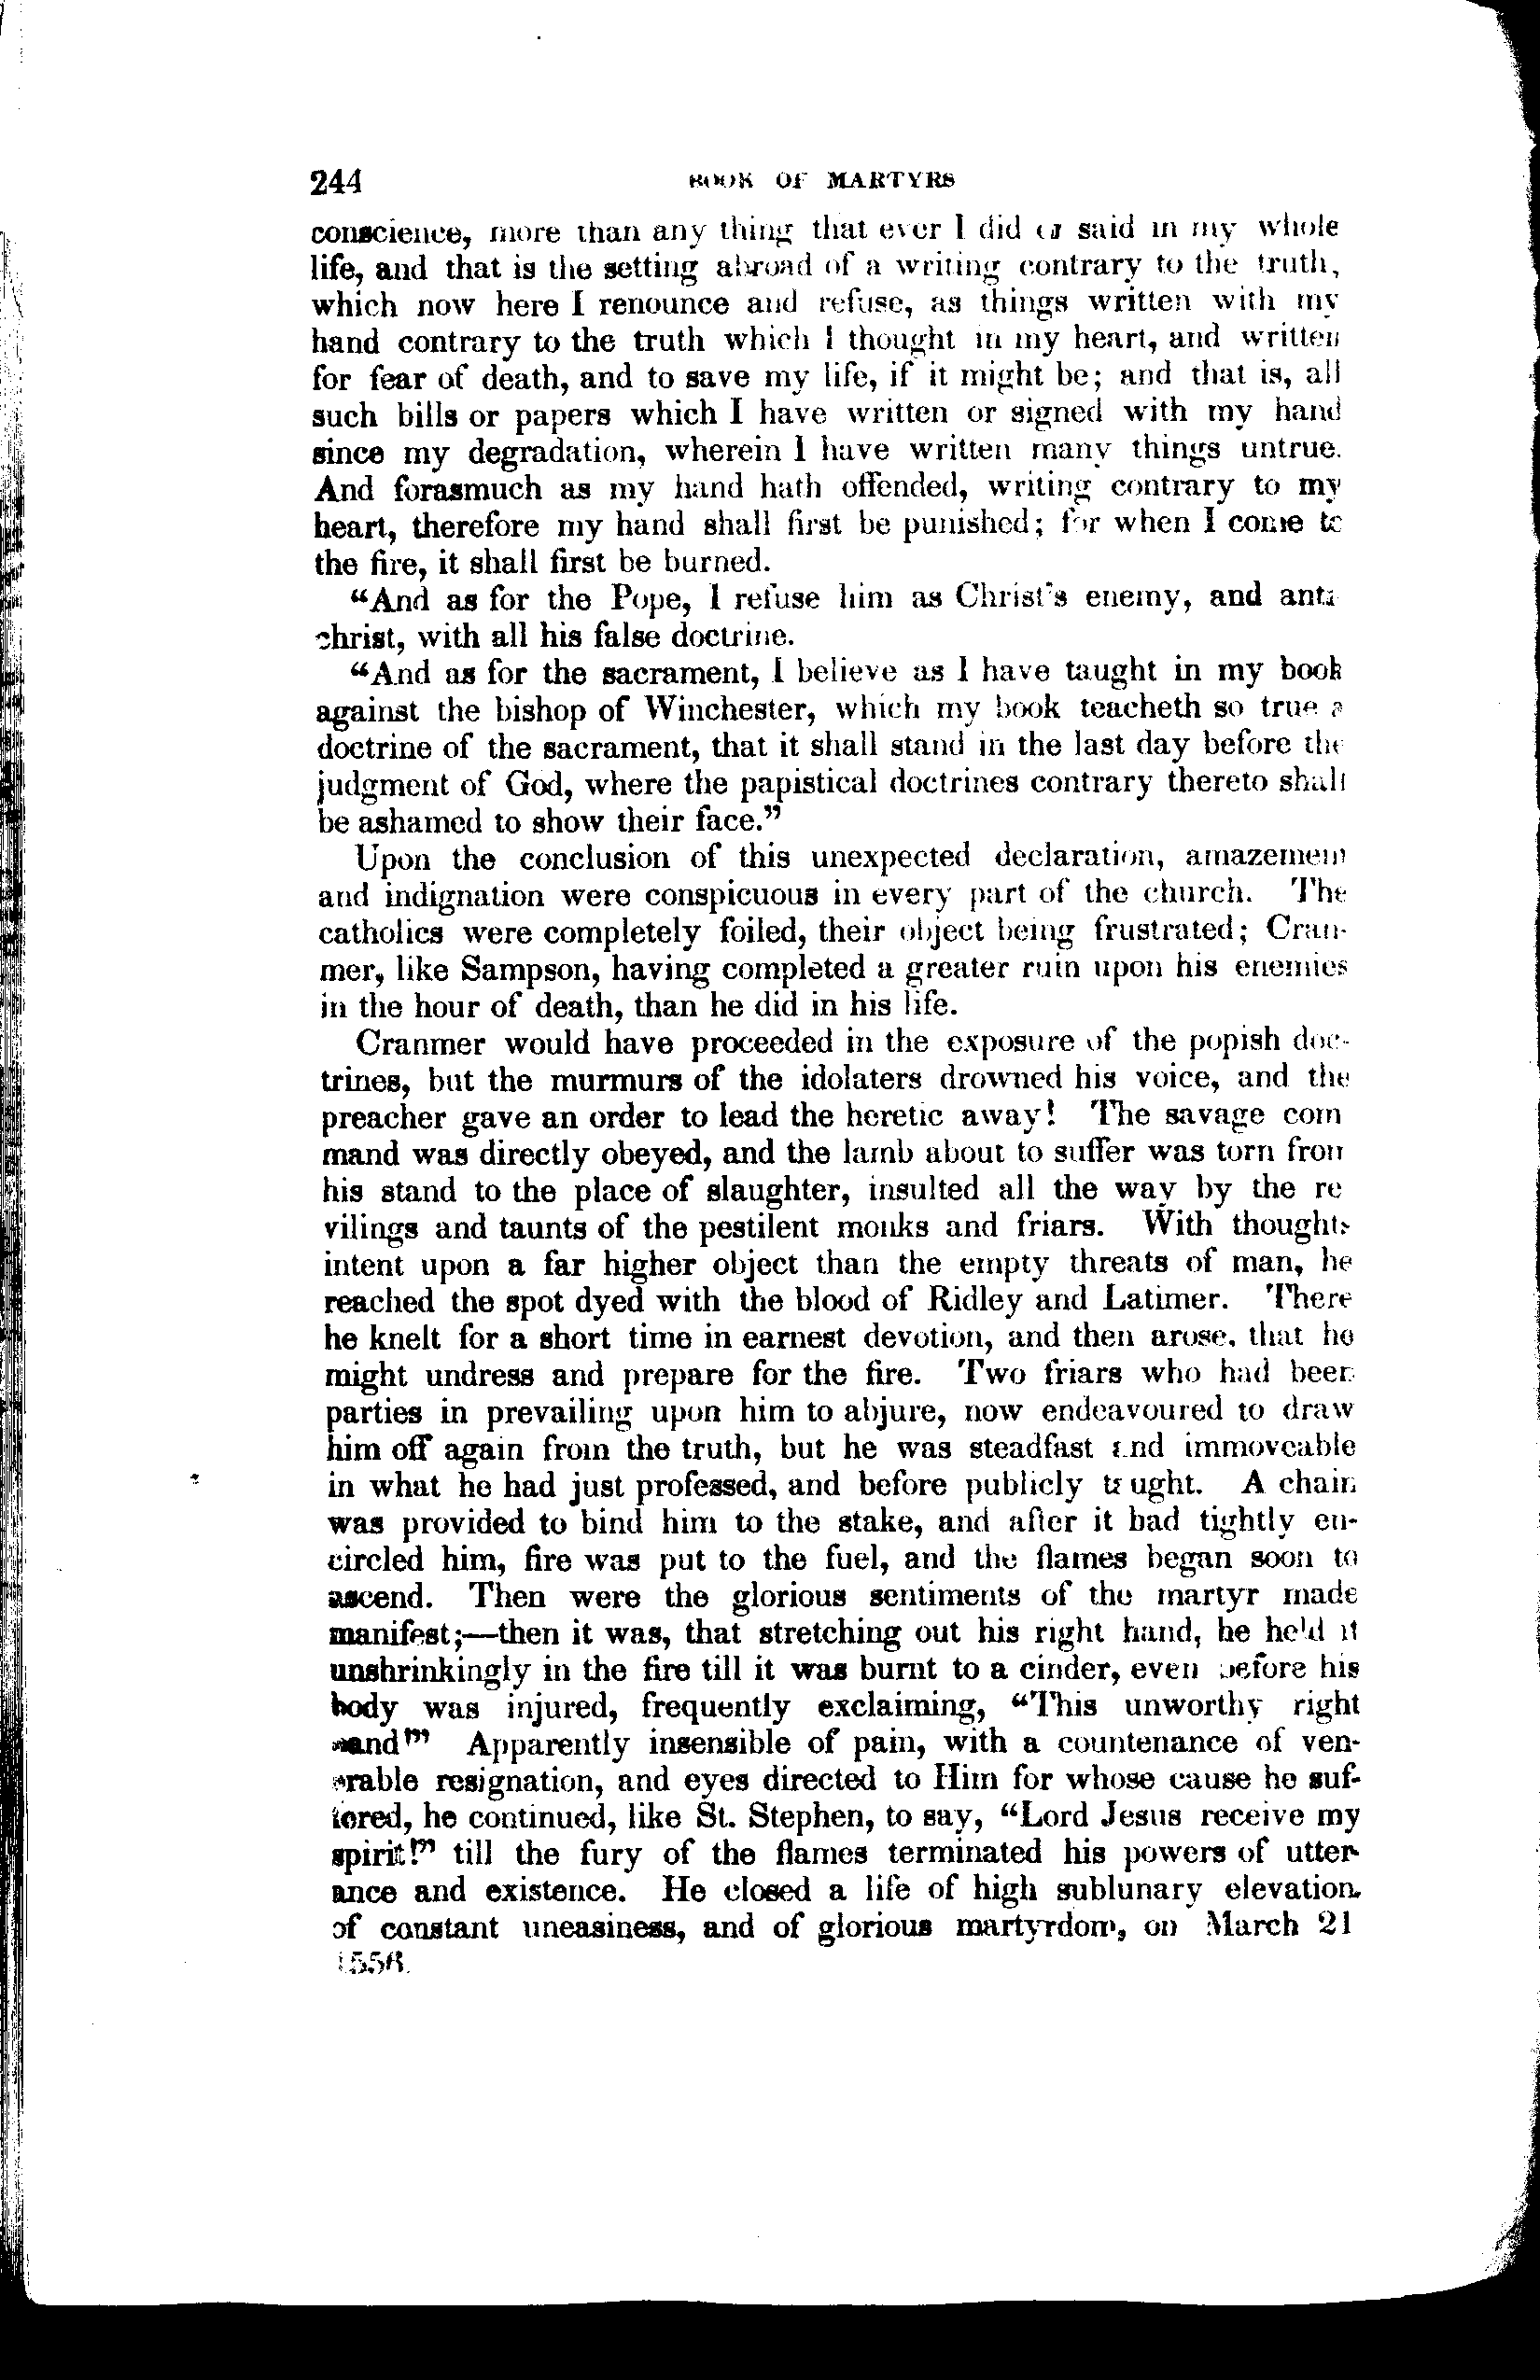 244 BOOK OF MARTYRS
conscience, more than any thing that ever I did or said in my whole
life, and that is the setting abroad of a writing contrary to the truth,
which now here I renounce and refuse, as things written with my
hand contrary to the truth which I thought in my heart, and written
for fear of death, and to save my life, if it might be; and that is, all
such bills or papers which I have written or signed with my hand
since my degradation, wherein I have written many things untrue.
And forasmuch as my hand hath offended, writing contrary to my
heart, therefore my hand shall first be punished; for when I come to
the fire, it shall first be burned.
"And as for the Pope, I refuse him as Christ's enemy, and anti
christ, with all his false doctrine.
"And as for the sacrament, I believe as I have taught in my book
against the bishop of Winchester, which my book teacheth so true a
doctrine of the sacrament, that it shall stand in the last day before the
judgment of God, where the papistical doctrines contrary thereto shall
be ashamed to show their face."
Upon the conclusion of this unexpected declaration, amazement
and indignation were conspicuous in every part of the church. The
catholics were completely foiled, their object being frustrated; Cran-
mer, like Sampson, having completed a greater ruin upon his enemies
in the hour of death, than he did in his life.
Cranmer would have proceeded in the exposure of the popish doc-
trines, but the murmurs of the idolaters drowned his voice, and the
preacher gave an order to lead the heretic away! The savage com
mand was directly obeyed, and the lamb about to suffer was torn from
his stand to the place of slaughter, insulted all the way by the re
vilings and taunts of the pestilent monks and friars. With thoughts
intent upon a far higher object than the empty threats of man, he
reached the spot dyed with the blood of Ridley and Latimer. There
he knelt for a short time in earnest devotion, and then arose, that he
might undress and prepare for the fire. Two friars who had been
parties in prevailing upon him to abjure, now endeavoured to draw
him off again from the truth, but he was steadfast and immoveable
in what he had just professed, and before publicly taught. A chain
was provided to bind him to the stake, and after it had tightly en-
circled him, fire was put to the fuel, and the flames began soon to
ascend. Then were the glorious sentiments of the martyr made
manifest;—then it was, that stretching out his right hand, he held it
unshrinkingly in the fire till it was burnt to a cinder, even before his
body was injured, frequently exclaiming, "This unworthy right
hand!" Apparently insensible of pain, with a countenance of ven-
erable resignation, and eyes directed to Him for whose cause he suf-
fered, he continued, like St. Stephen, to say, "Lord Jesus receive my
spirit!" till the fury of the flames terminated his powers of utter-
ance and existence. He closed a life of high sublunary elevation,
of constant uneasiness, and of glorious martyrdom, on March 21
1556.